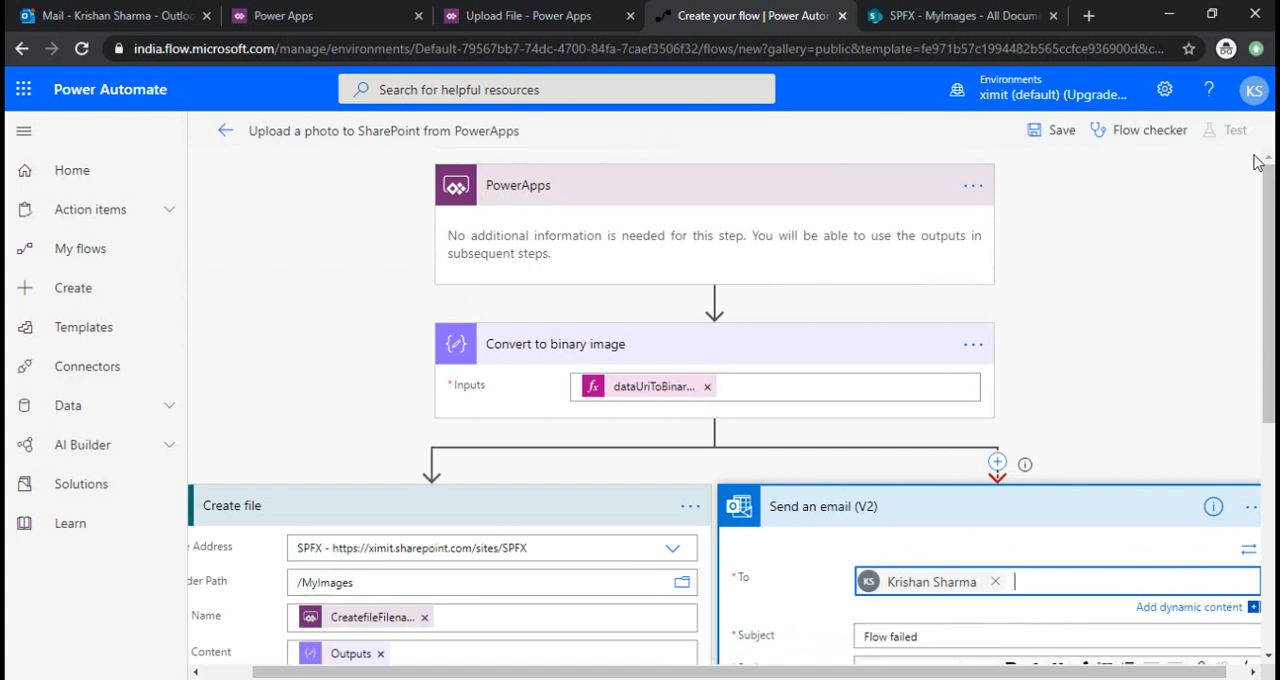 Mail - Krishan Sharma - Outloo
Power Apps
Upload File - Power Apps
Create your flow | Power Autor
SPFX - MyImages - All Docum
india.flow.microsoft.com/manage/environments/Default-79567bb7-74dc-4700-84fa-7caef3506f32/flows/new?gallery=public&template=fe971b57c1994482b565ccfce936900d&c...
Power Automate
Search for helpful resources
Environments
ximit (default) (Upgrade...
KS
Upload a photo to SharePoint from PowerApps
Save
Flow checker
Test
Home
Action items
My flows
Create
Templates
Connectors
Data
AI Builder
Solutions
Learn
PowerApps
No additional information is needed for this step. You will be able to use the outputs in
subsequent steps.
Convert to binary image
* Inputs
fx dataUriToBinar...
Create file
Address
SPFX - https://ximit.sharepoint.com/sites/SPFX
der Path
/MyImages
Name
CreatefileFilena...
Content
Outputs
Send an email (V2)
* To
KS Krishan Sharma
Add dynamic content
* Subject
Flow failed